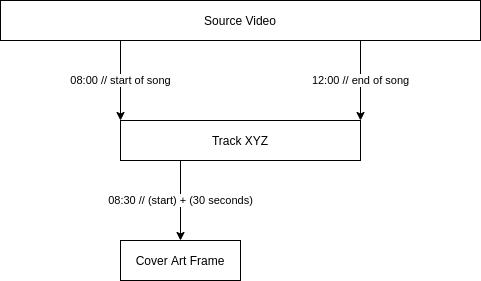 Source Video
08:00 // start of song
12:00 // end of song
Track XYZ
08:30 // (start) + (30 seconds)
Cover Art Frame